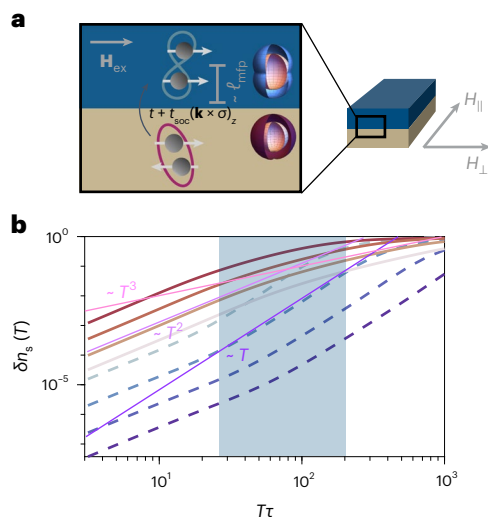 a
H_ex
~ ℓ_mfp
t + t_soc(k × σ)_z
H_∥
H_⊥
b
10^0
~ T^3
~ T^2
~ T
10^-5
δn_s (T)
10^1
10^2
10^3
Tτ